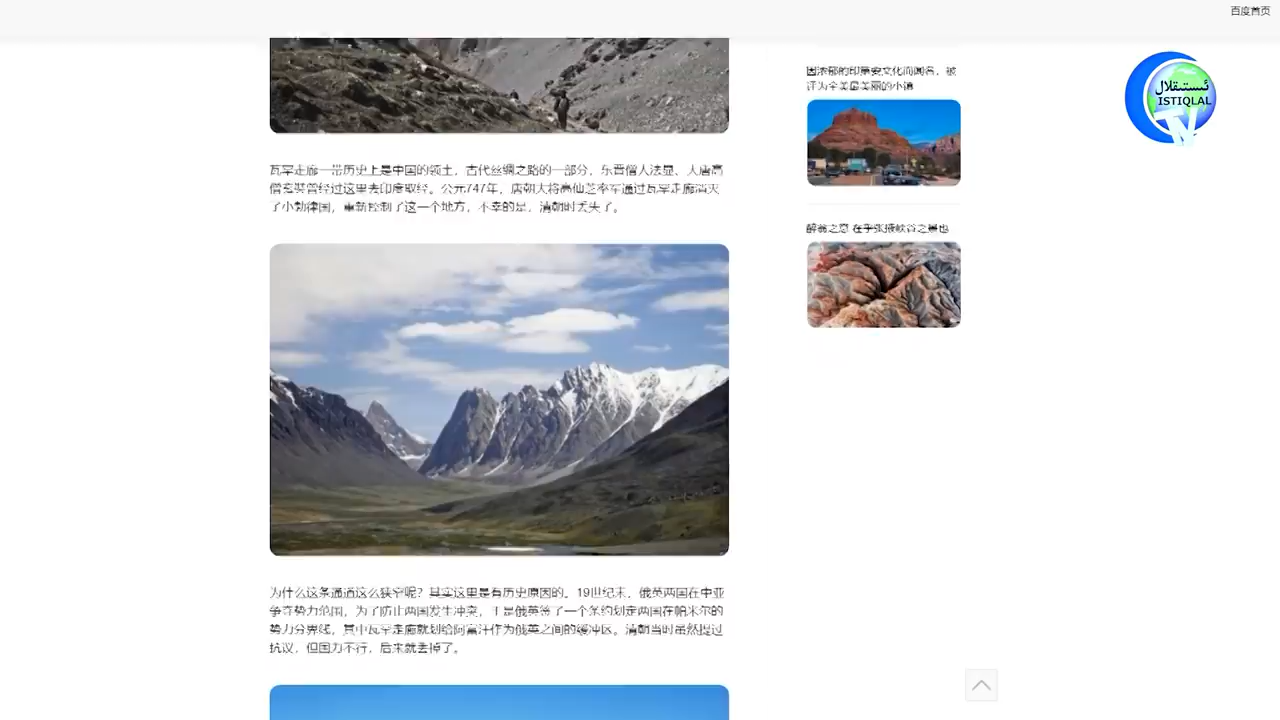 百度首页
因浓郁的印第安文化而闻名，被
评为全美最美丽的小镇
ئىستىقلال
ISTIQLAL
TV
瓦罕走廊一带历史上是中国的领土，古代丝绸之路的一部分，东晋僧人法显、大唐高
僧玄奘曾经过这里去印度取经。公元747年，唐朝大将高仙芝率军通过瓦罕走廊消灭
了小勃律国，重新控制了这一个地方，不幸的是，清朝时丢失了。
醉翁之意 在乎张掖峡谷之景也
为什么这条通道这么狭窄呢？其实这里是有历史原因的。19世纪末，俄英两国在中亚
争夺势力范围，为了防止两国发生冲突，于是俄英签了一个条约划定两国在帕米尔的
势力分界线，其中瓦罕走廊就划给阿富汗作为俄英之间的缓冲区。清朝当时虽然提过
抗议，但国力不行，后来就丢掉了。